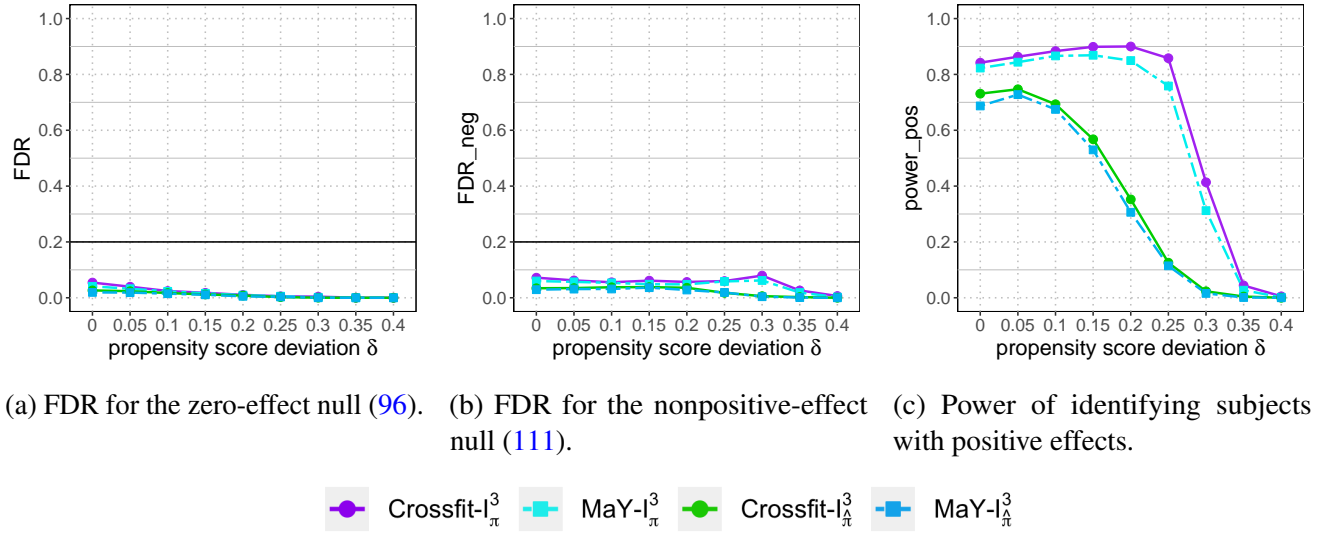 FDR
1.0
0.8
0.6
0.4
0.2
0.0
0 0.05 0.1 0.15 0.2 0.25 0.3 0.35 0.4
propensity score deviation δ
FDR_neg
1.0
0.8
0.6
0.4
0.2
0.0
0 0.05 0.1 0.15 0.2 0.25 0.3 0.35 0.4
propensity score deviation δ
power_pos
1.0
0.8
0.6
0.4
0.2
0.0
0 0.05 0.1 0.15 0.2 0.25 0.3 0.35 0.4
propensity score deviation δ
(a) FDR for the zero-effect null (96).
(b) FDR for the nonpositive-effect
null (111).
(c) Power of identifying subjects
with positive effects.
Crossfit-I³_π MaY-I³_π Crossfit-I³_π̂ MaY-I³_π̂